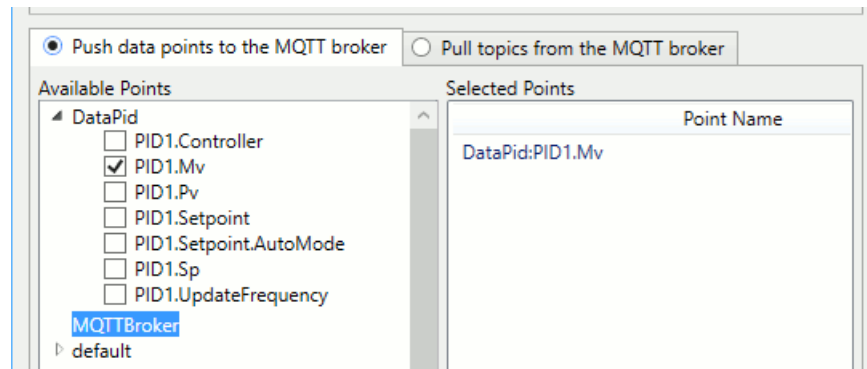 Push data points to the MQTT broker
Pull topics from the MQTT broker
Available Points
Selected Points
DataPid
PID1.Controller
PID1.Mv
PID1.Pv
PID1.Setpoint
PID1.Setpoint.AutoMode
PID1.Sp
PID1.UpdateFrequency
MQTTBroker
default
Point Name
DataPid:PID1.Mv